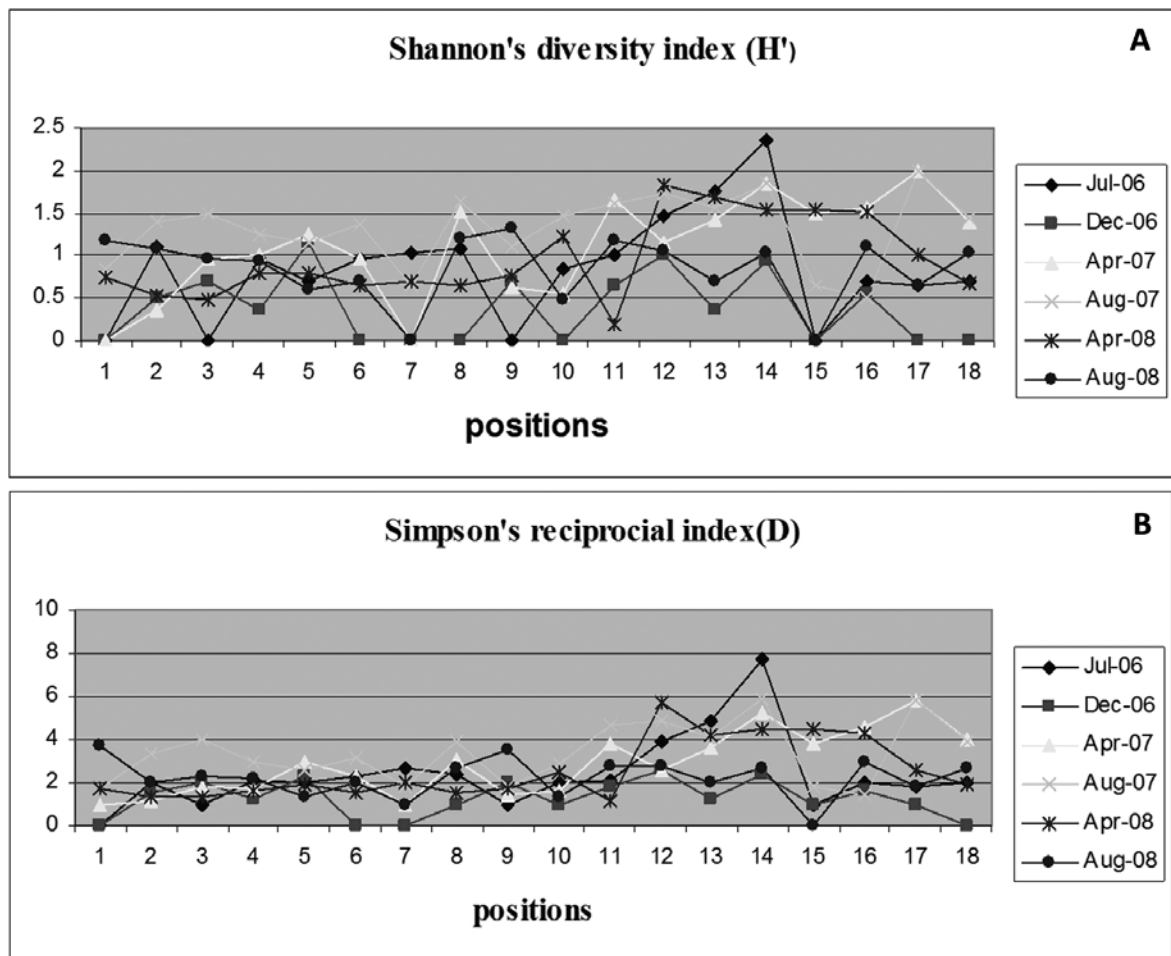 A
Shannon's diversity index (H')
2.5
2
1.5
1
0.5
0
1 2 3 4 5 6 7 8 9 10 11 12 13 14 15 16 17 18
positions
Jul-06
Dec-06
Apr-07
Aug-07
Apr-08
Aug-08
B
Simpson's reciprocial index(D)
10
8
6
4
2
0
1 2 3 4 5 6 7 8 9 10 11 12 13 14 15 16 17 18
positions
Jul-06
Dec-06
Apr-07
Aug-07
Apr-08
Aug-08